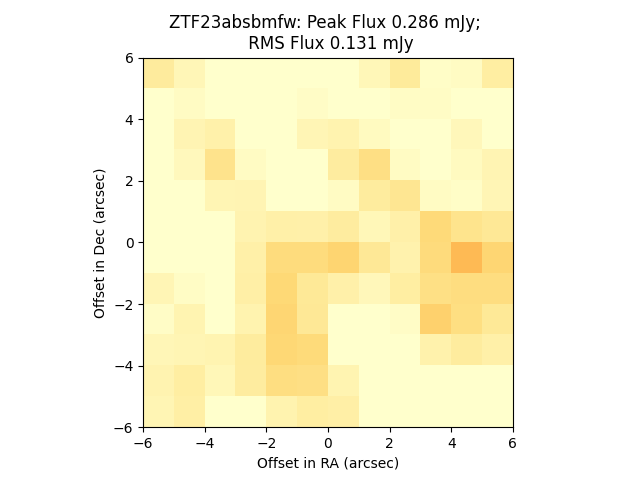 ZTF23absbmfw: Peak Flux 0.286 mJy;
RMS Flux 0.131 mJy
6
4
2
0
−2
−4
−6
Offset in Dec (arcsec)
−6 −4 −2 0 2 4 6
Offset in RA (arcsec)